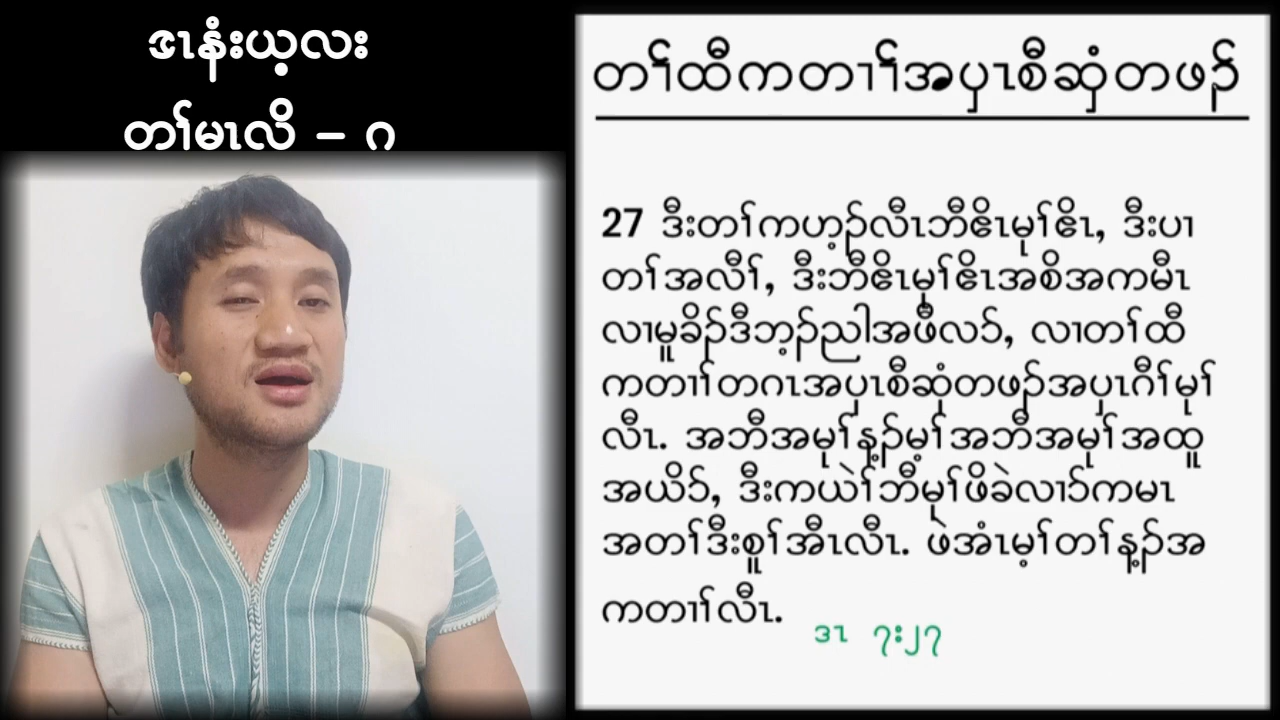 ဇၤနံးယ့လး
တၢ်မၤလိ – ဂ
တၢ်ထီကတၢၢ်အပှၤစီဆှံတဖၣ်
27 ဒီးတၢ်ကဟ့ၣ်လီၤဘီဧိၤမုၢ်ဧိၤ, ဒီးပၢ
တၢ်အလီၢ်, ဒီးဘီဧိၤမုၢ်ဧိၤအစိအကမီၤ
လၢမူခိၣ်ဒီဘ့ၣ်ညါအဖီလာ်, လၢတၢ်ထီ
ကတၢၢ်တဂၤအပှၤစီဆှံတဖၣ်အပှၤဂီၢ်မုၢ်
လီၤ. အဘီအမုၢ်န့ၣ်မ့ၢ်အဘီအမုၢ်အထူ
အယိာ်, ဒီးကယဲၢ်ဘီမုၢ်ဖိခဲလၢာ်ကမၤ
အတၢ်ဒီးစူၢ်အီၤလီၤ. ဖဲအံၤမ့ၢ်တၢ်န့ၣ်အ
ကတၢၢ်လီၤ.
ဒၤ ၇း၂၇